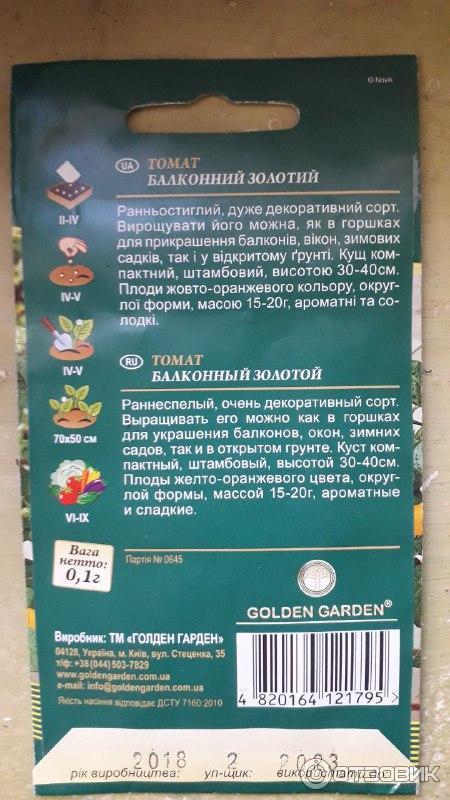 © Novik
UA ТОМАТ
БАЛКОННИЙ ЗОЛОТИЙ
Ранньостиглий, дуже декоративний сорт.
Вирощувати його можна, як в горшках
для прикрашення балконів, вікон, зимових
садків, так і у відкритому ґрунті. Кущ ком-
пактний, штамбовий, висотою 30-40см.
Плоди жовто-оранжевого кольору, округ-
лої форми, масою 15-20г, ароматні та со-
лодкі.
RU ТОМАТ
БАЛКОННЫЙ ЗОЛОТОЙ
Раннеспелый, очень декоративный сорт.
Выращивать его можно как в горшках
для украшения балконов, окон, зимних
садов, так и в открытом грунте. Куст ком-
пактный, штамбовый, высотой 30-40см.
Плоды желто-оранжевого цвета, округ-
лой формы, массой 15-20г, ароматные
и сладкие.
II-IV
IV-V
IV-V
70x50 см
VI-IX
Вага
нетто:
0,1г
Партія № 0645
GOLDEN GARDEN®
Виробник: ТМ «ГОЛДЕН ГАРДЕН»
04128, Україна, м. Київ, вул. Стеценка, 35
т/ф: +38 (044) 503-7829
www.goldengarden.com.ua
e-mail: info@goldengarden.com.ua
Якість насіння відповідає ДСТУ 7160:2010
4 820164 121795
2018 2 2023
рік виробництва: уп-щик: використати до:
ОТЗОВИК